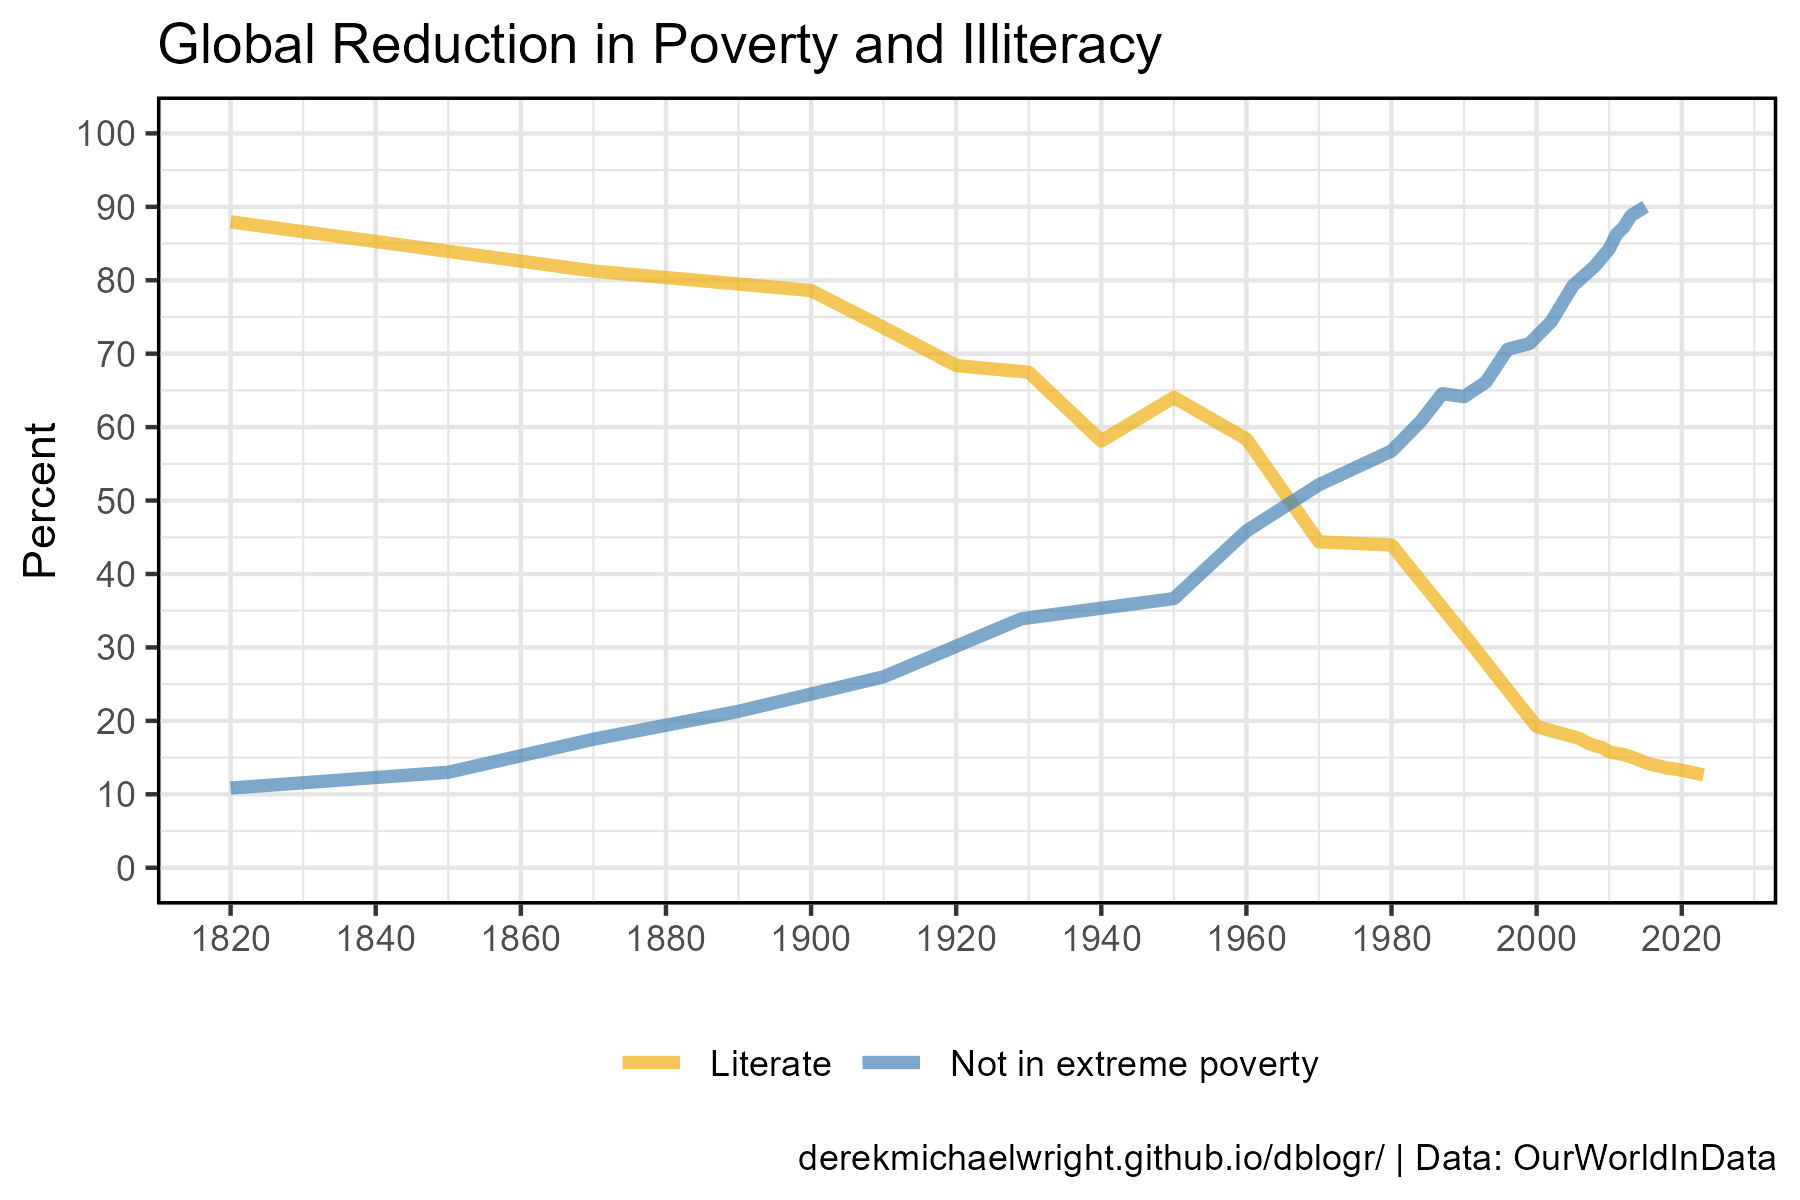 Global Reduction in Poverty and Illiteracy
100
90
80
70
60
50
40
30
20
10
0
Percent
1820 1840 1860 1880 1900 1920 1940 1960 1980 2000 2020
Literate Not in extreme poverty
derekmichaelwright.github.io/dblogr/ | Data: OurWorldInData